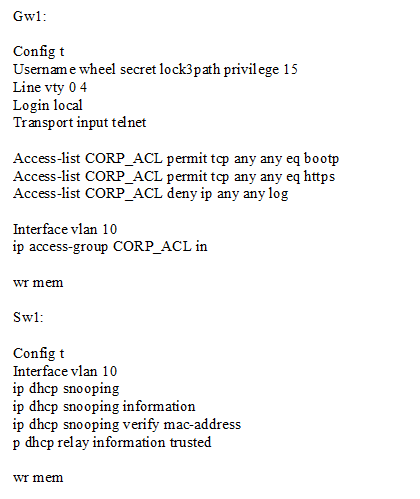 Gw1:
Config t
Username wheel secret lock3path privilege 15
Line vty 0 4
Login local
Transport input telnet
Access-list CORP_ACL permit tcp any any eq bootp
Access-list CORP_ACL permit tcp any any eq https
Access-list CORP_ACL deny ip any any log
Interface vlan 10
ip access-group CORP_ACL in
wr mem
Sw1:
Config t
Interface vlan 10
ip dhcp snooping
ip dhcp snooping information
ip dhcp snooping verify mac-address
p dhcp relay information trusted
wr mem